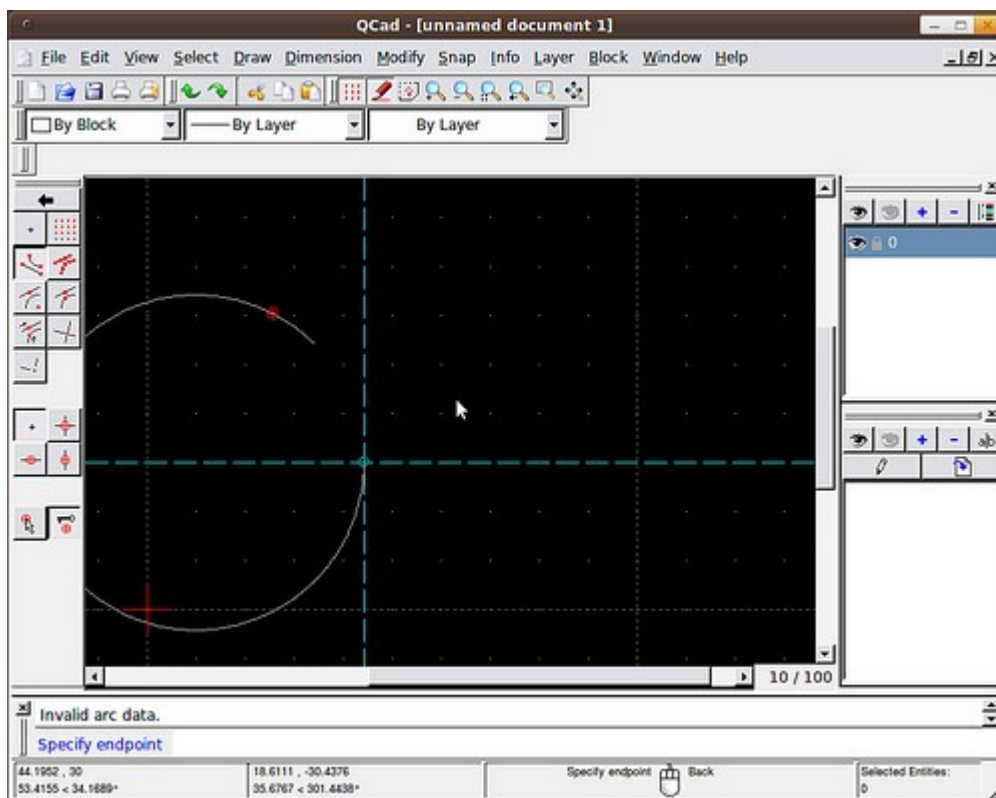 QCad - [unnamed document 1]
File Edit View Select Draw Dimension Modify Snap Info Layer Block Window Help
By Block By Layer By Layer
0
ab
10 / 100
Invalid arc data.
Specify endpoint
44.1952 , 30 18.6111 , -30.4376 Specify endpoint Back Selected Entities:
53.4155 < 34.1689° 35.6767 < 301.4438° 0